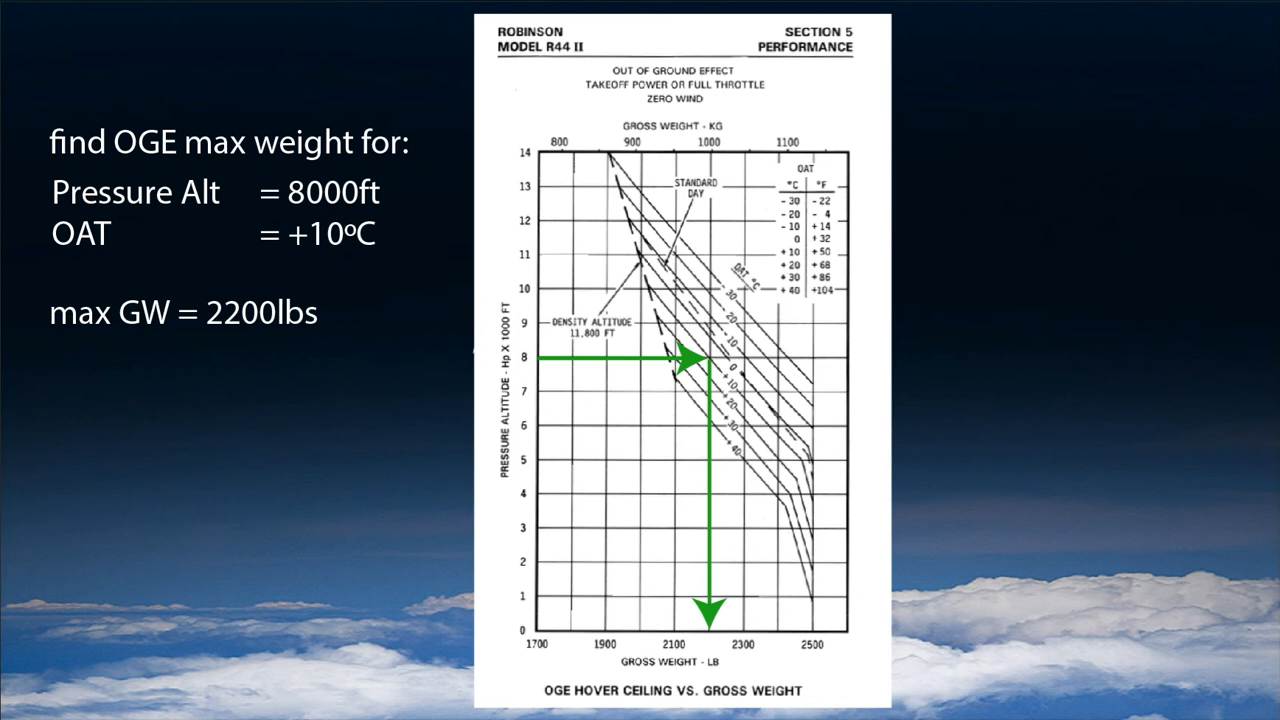 find OGE max weight for:
Pressure Alt = 8000ft
OAT = +10ºC
max GW = 2200lbs
ROBINSON
MODEL R44 II
SECTION 5
PERFORMANCE
OUT OF GROUND EFFECT
TAKEOFF POWER OR FULL THROTTLE
ZERO WIND
GROSS WEIGHT - KG
800 900 1000 1100
14
13
12
11
10
9
8
7
6
5
4
3
2
1
0
PRESSURE ALTITUDE - Hp X 1000 FT
STANDARD
DAY
OAT
°C °F
- 30 - 22
- 20 - 4
- 10 + 14
0 + 32
+ 10 + 50
+ 20 + 68
+ 30 + 86
+ 40 +104
OAT °C
- 30
- 20
- 10
0
+ 10
+ 20
+ 30
+ 40
DENSITY ALTITUDE
11,800 FT
1700 1900 2100 2300 2500
GROSS WEIGHT - LB
OGE HOVER CEILING VS. GROSS WEIGHT